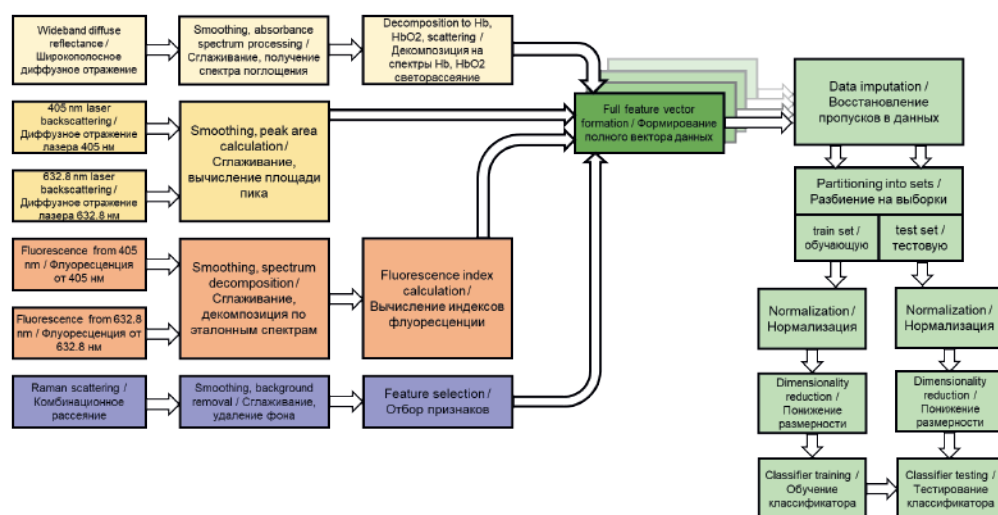 Wideband diffuse
reflectance /
Широкополосное
диффузное отражение
Smoothing, absorbance
spectrum processing /
Сглаживание, получение
спектра поглощения
Decomposition to Hb,
HbO2, scattering /
Декомпозиция на
спектры Hb, HbO2
светорассеяние
405 nm laser
backscattering /
Диффузное отражение
лазера 405 нм
632.8 nm laser
backscattering /
Диффузное отражение
лазера 632.8 нм
Smoothing, peak area
calculation /
Сглаживание,
вычисление площади
пика
Fluorescence from 405
nm / Флуоресценция
от 405 нм
Fluorescence from 632.8
nm / Флуоресценция от
632.8 нм
Smoothing, spectrum
decomposition /
Сглаживание,
декомпозиция по
эталонным спектрам
Fluorescence index
calculation /
Вычисление индексов
флуоресценции
Raman scattering /
Комбинационное
рассеяние
Smoothing, background
removal / Сглаживание,
удаление фона
Feature selection /
Отбор признаков
Full feature vector
formation / Формирование
полного вектора данных
Data imputation /
Восстановление
пропусков в данных
Partitioning into sets /
Разбиение на выборки
train set /
обучающую
test set /
тестовую
Normalization /
Нормализация
Normalization /
Нормализация
Dimensionality
reduction /
Понижение
размерности
Dimensionality
reduction /
Понижение
размерности
Classifier training /
Обучение
классификатора
Classifier testing /
Тестирование
классификатора